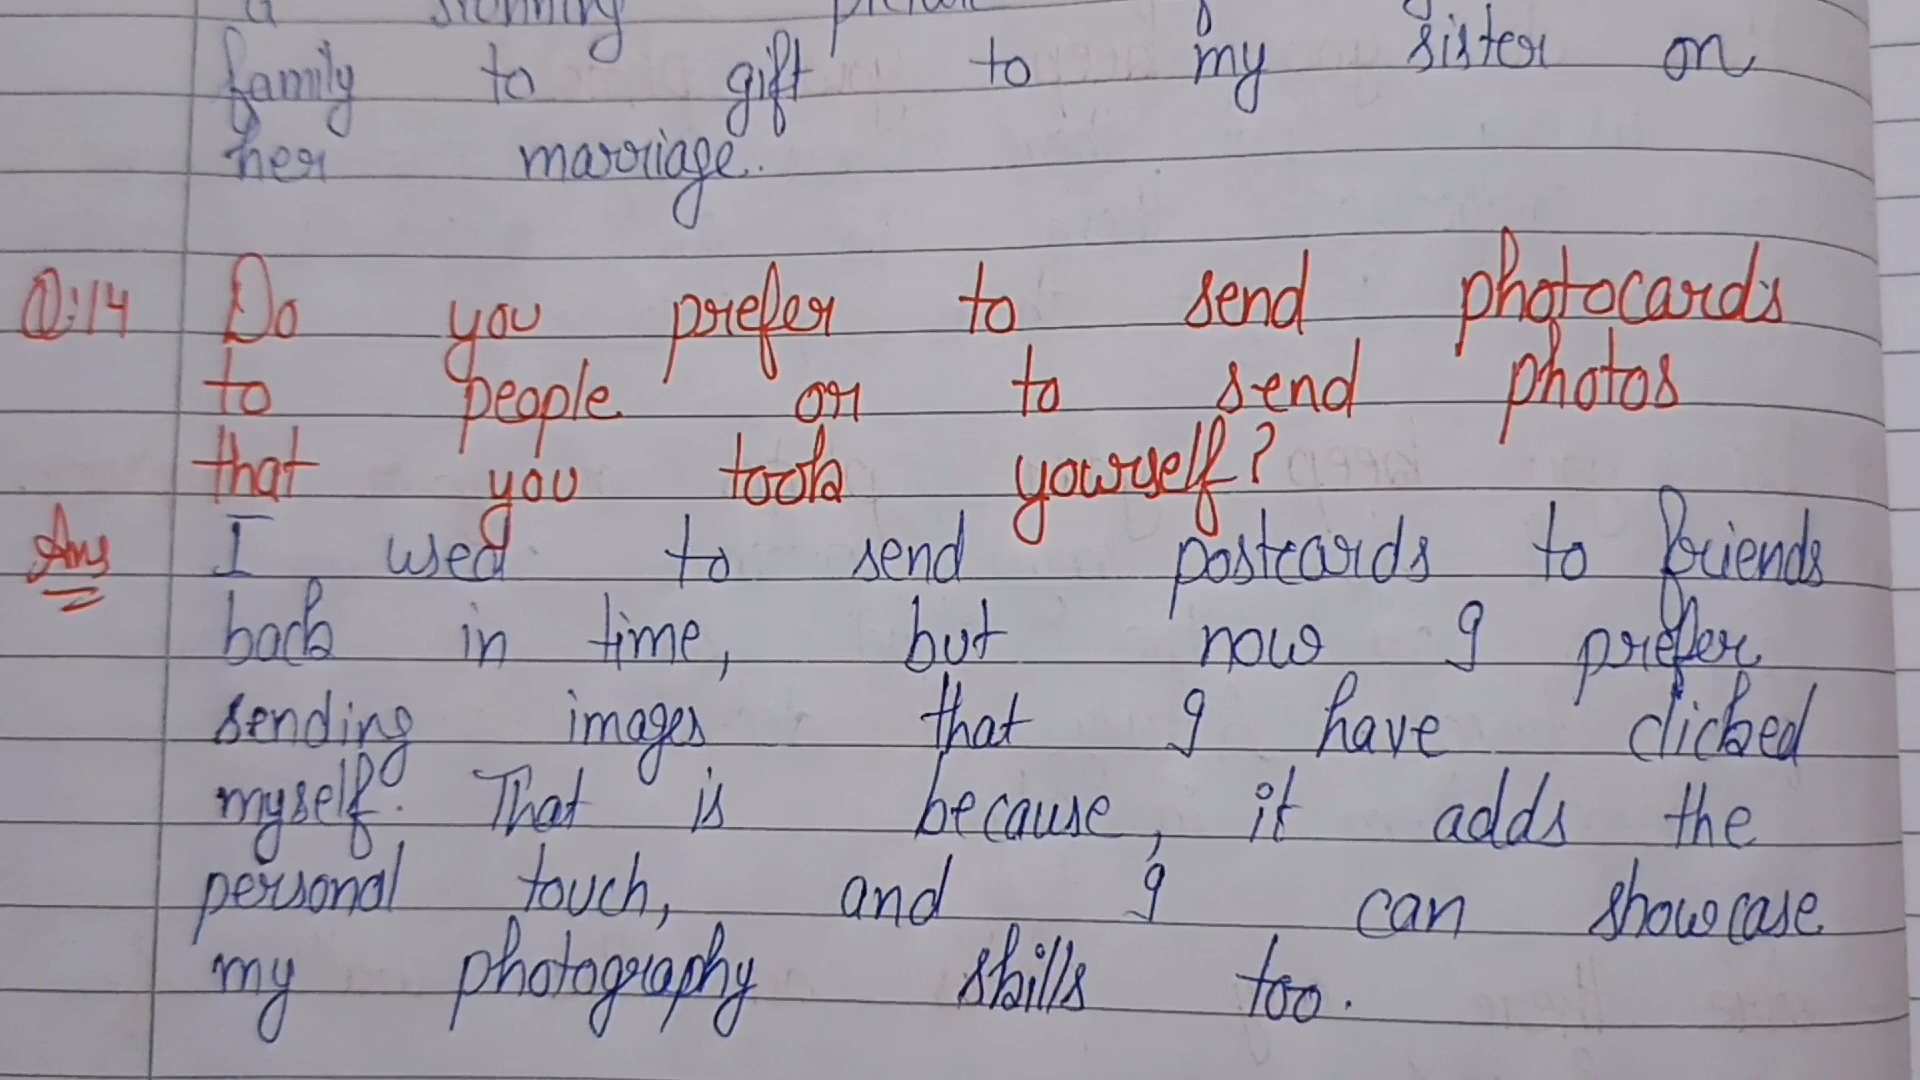 a stunning picture
family to gift to my sister on
her marriage.
Q:14 Do you prefer to send photocards
to people or to send photos
that you took yourself?
Ans I used to send postcards to friends
back in time, but now I prefer
sending images that I have clicked
myself. That is because, it adds the
personal touch, and I can showcase
my photography skills too.